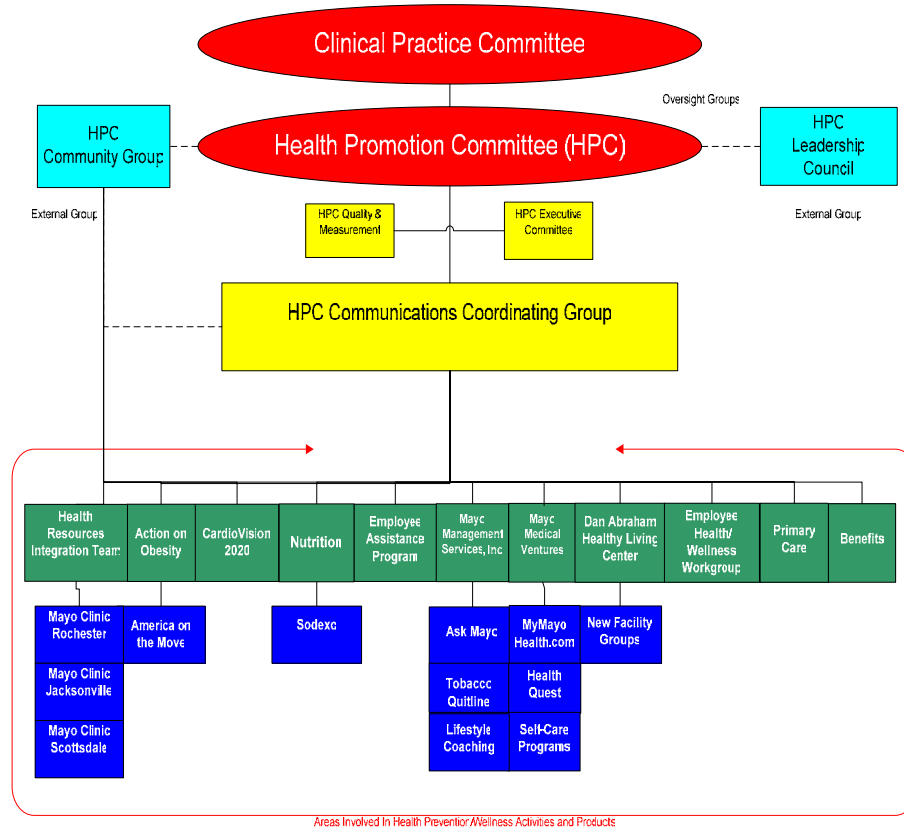 Clinical Practice Committee
Oversight Groups
HPC
Community Group
Health Promotion Committee (HPC)
HPC
Leadership
Council
External Group
External Group
HPC Quality &
Measurement
HPC Executive
Committee
HPC Communications Coordinating Group
Health
Resources
Integration Team
Action on
Obesity
CardioVision
2020
Nutrition
Employee
Assistance
Program
Mayo
Management
Services, Inc
Mayo
Medical
Ventures
Dan Abraham
Healthy Living
Center
Employee
Health/
Wellness
Workgroup
Primary
Care
Benefits
Mayo Clinic
Rochester
Mayo Clinic
Jacksonville
Mayo Clinic
Scottsdale
America on
the Move
Sodexo
Ask Mayo
Tobacco
Quitline
Lifestyle
Coaching
MyMayo
Health.com
Health
Quest
Self-Care
Programs
New Facility
Groups
Areas Involved In Health Prevention/Wellness Activities and Products